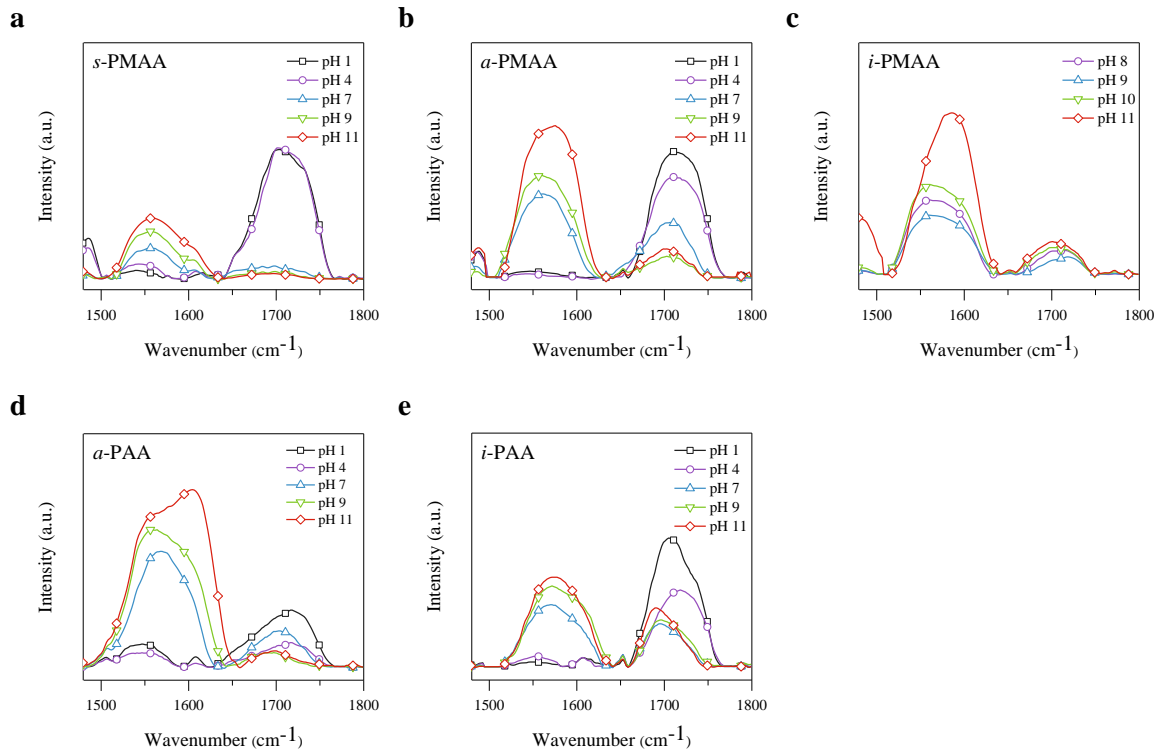 a
s-PMAA
pH 1
pH 4
pH 7
pH 9
pH 11
Intensity (a.u.)
1500 1600 1700 1800
Wavenumber (cm-1)
b
a-PMAA
pH 1
pH 4
pH 7
pH 9
pH 11
Intensity (a.u.)
1500 1600 1700 1800
Wavenumber (cm-1)
c
i-PMAA
pH 8
pH 9
pH 10
pH 11
Intensity (a.u.)
1500 1600 1700 1800
Wavenumber (cm-1)
d
a-PAA
pH 1
pH 4
pH 7
pH 9
pH 11
Intensity (a.u.)
1500 1600 1700 1800
Wavenumber (cm-1)
e
i-PAA
pH 1
pH 4
pH 7
pH 9
pH 11
Intensity (a.u.)
1500 1600 1700 1800
Wavenumber (cm-1)